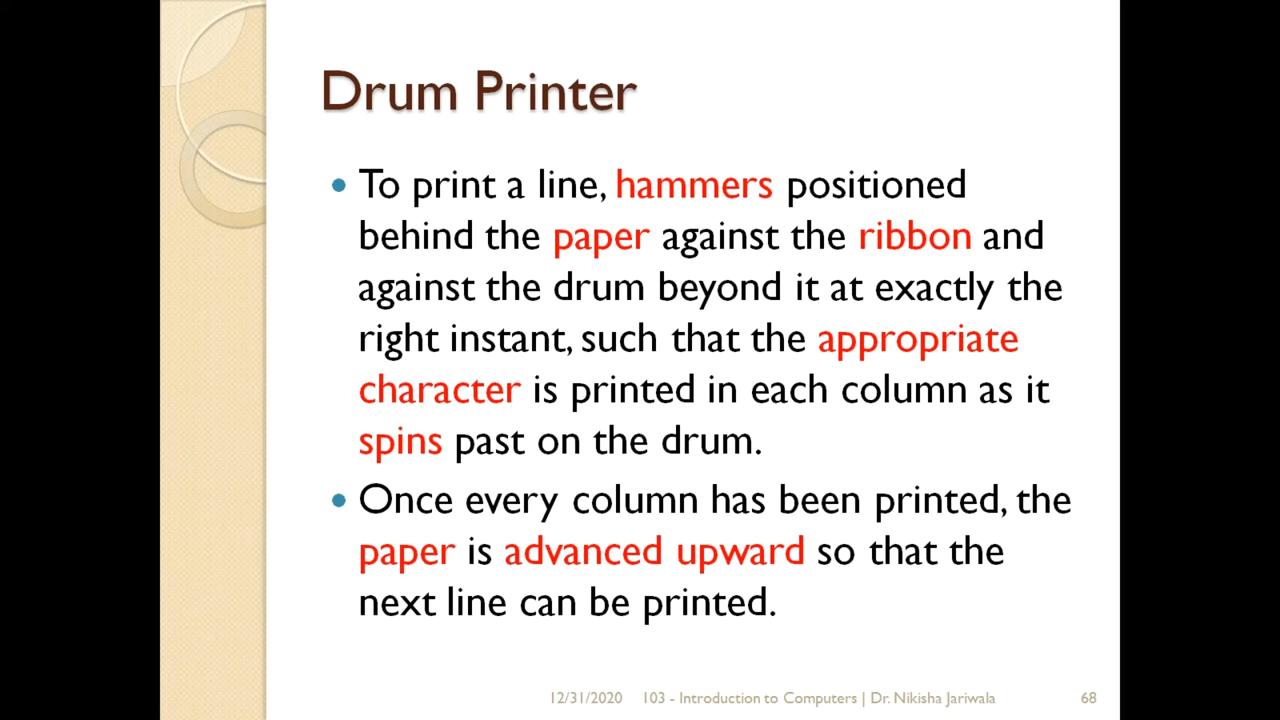 Drum Printer
• To print a line, hammers positioned
behind the paper against the ribbon and
against the drum beyond it at exactly the
right instant, such that the appropriate
character is printed in each column as it
spins past on the drum.
• Once every column has been printed, the
paper is advanced upward so that the
next line can be printed.
12/31/2020 103 - Introduction to Computers | Dr. Nikisha Jariwala 68